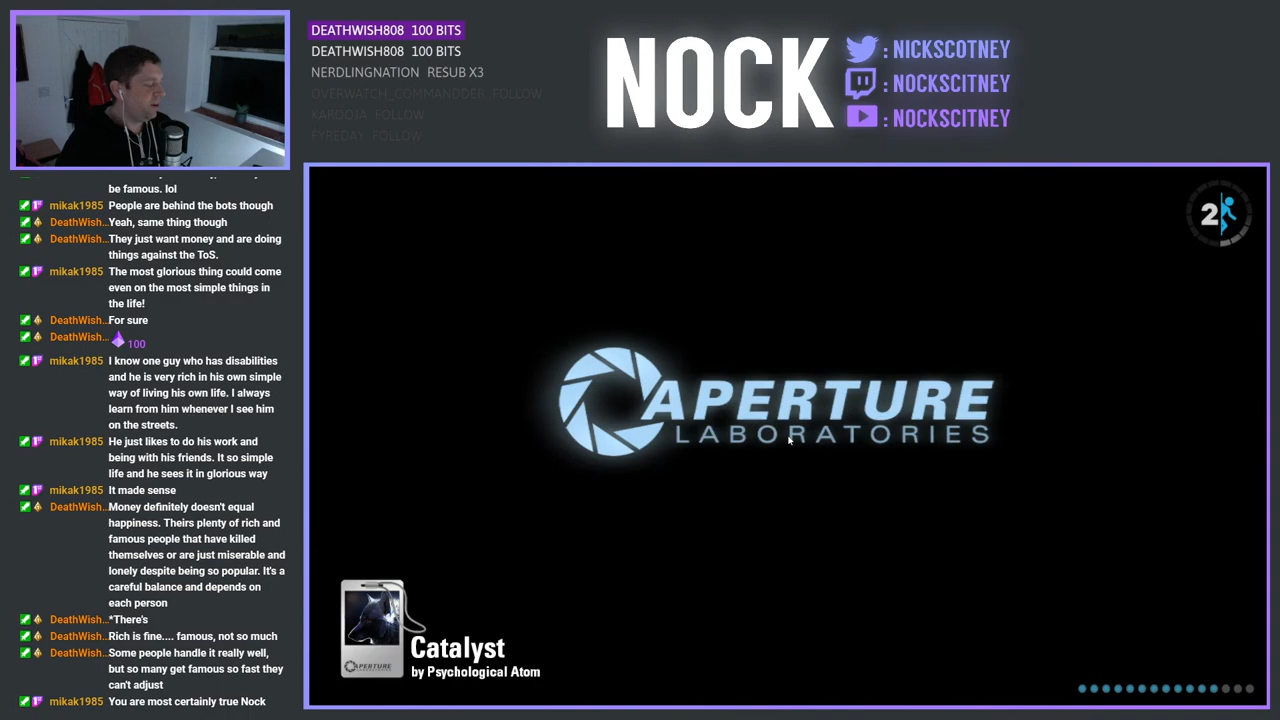 DEATHWISH808 100 BITS
DEATHWISH808 100 BITS
NERDLINGNATION RESUB X3
OVERWATCH_COMMANDDER FOLLOW
KARODJA FOLLOW
FYREDAY FOLLOW
NOCK
: NICKSCOTNEY
: NOCKSCITNEY
: NOCKSCITNEY
be famous. lol
mikak1985 People are behind the bots though
DeathWish... Yeah, same thing though
DeathWish... They just want money and are doing
things against the ToS.
mikak1985 The most glorious thing could come
even on the most simple things in
the life!
DeathWish... For sure
DeathWish... 100
mikak1985 I know one guy who has disabilities
and he is very rich in his own simple
way of living his own life. I always
learn from him whenever I see him
on the streets.
mikak1985 He just likes to do his work and
being with his friends. It so simple
life and he sees it in glorious way
mikak1985 It made sense
DeathWish... Money definitely doesn't equal
happiness. Theirs plenty of rich and
famous people that have killed
themselves or are just miserable and
lonely despite being so popular. It's a
careful balance and depends on
each person
DeathWish... *There's
DeathWish... Rich is fine.... famous, not so much
DeathWish... Some people handle it really well,
but so many get famous so fast they
can't adjust
mikak1985 You are most certainly true Nock
2
APERTURE
LABORATORIES
APERTURE
LABORATORIES
Catalyst
by Psychological Atom